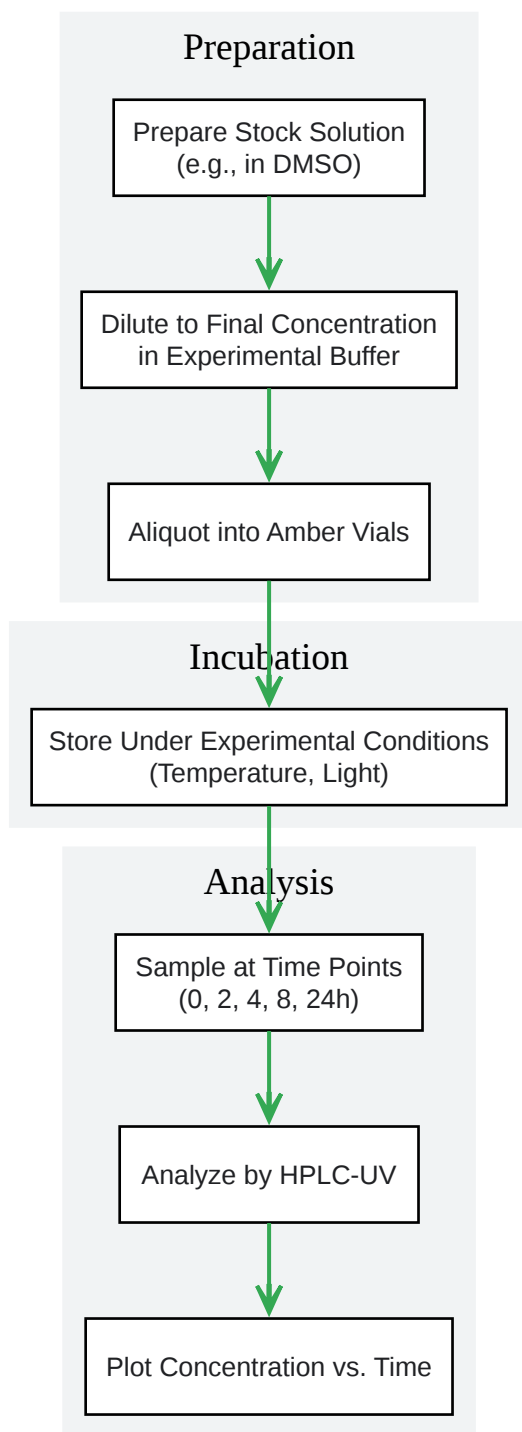 Preparation
Prepare Stock Solution
(e.g., in DMSO)
Dilute to Final Concentration
in Experimental Buffer
Aliquot into Amber Vials
Incubation
Store Under Experimental Conditions
(Temperature, Light)
Analysis
Sample at Time Points
(0, 2, 4, 8, 24h)
Analyze by HPLC-UV
Plot Concentration vs. Time